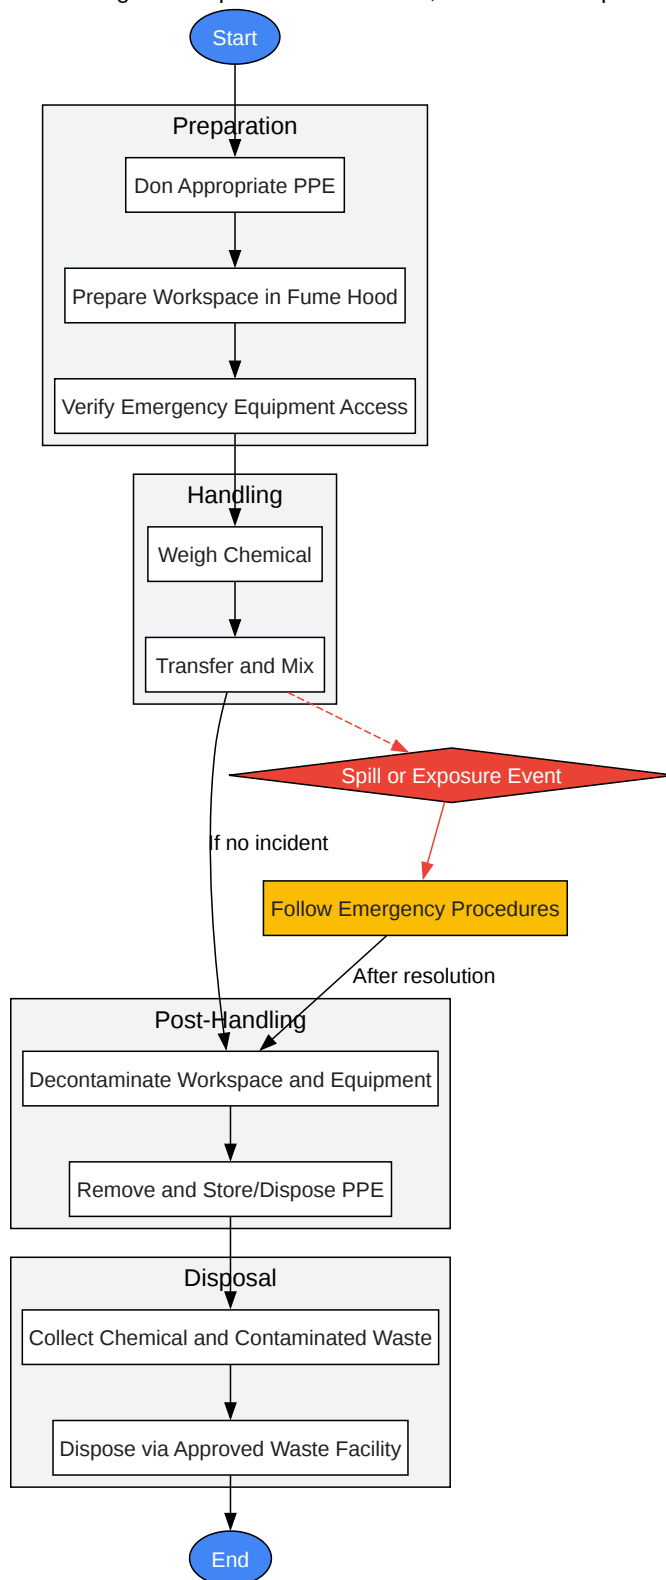 Start
Preparation
Don Appropriate PPE
Prepare Workspace in Fume Hood
Verify Emergency Equipment Access
Handling
Weigh Chemical
Transfer and Mix
Spill or Exposure Event
If no incident
Follow Emergency Procedures
After resolution
Post-Handling
Decontaminate Workspace and Equipment
Remove and Store/Dispose PPE
Disposal
Collect Chemical and Contaminated Waste
Dispose via Approved Waste Facility
End